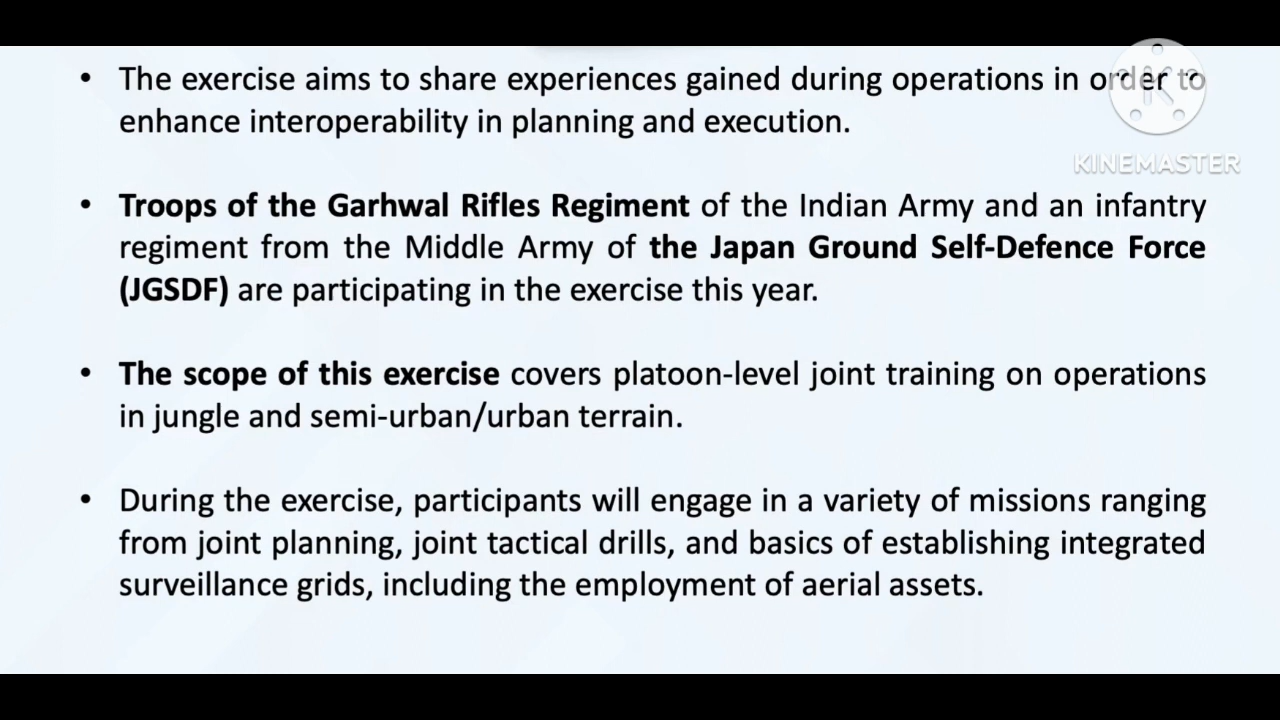 • The exercise aims to share experiences gained during operations in order to
enhance interoperability in planning and execution.
KINEMASTER
• Troops of the Garhwal Rifles Regiment of the Indian Army and an infantry
regiment from the Middle Army of the Japan Ground Self-Defence Force
(JGSDF) are participating in the exercise this year.
• The scope of this exercise covers platoon-level joint training on operations
in jungle and semi-urban/urban terrain.
• During the exercise, participants will engage in a variety of missions ranging
from joint planning, joint tactical drills, and basics of establishing integrated
surveillance grids, including the employment of aerial assets.